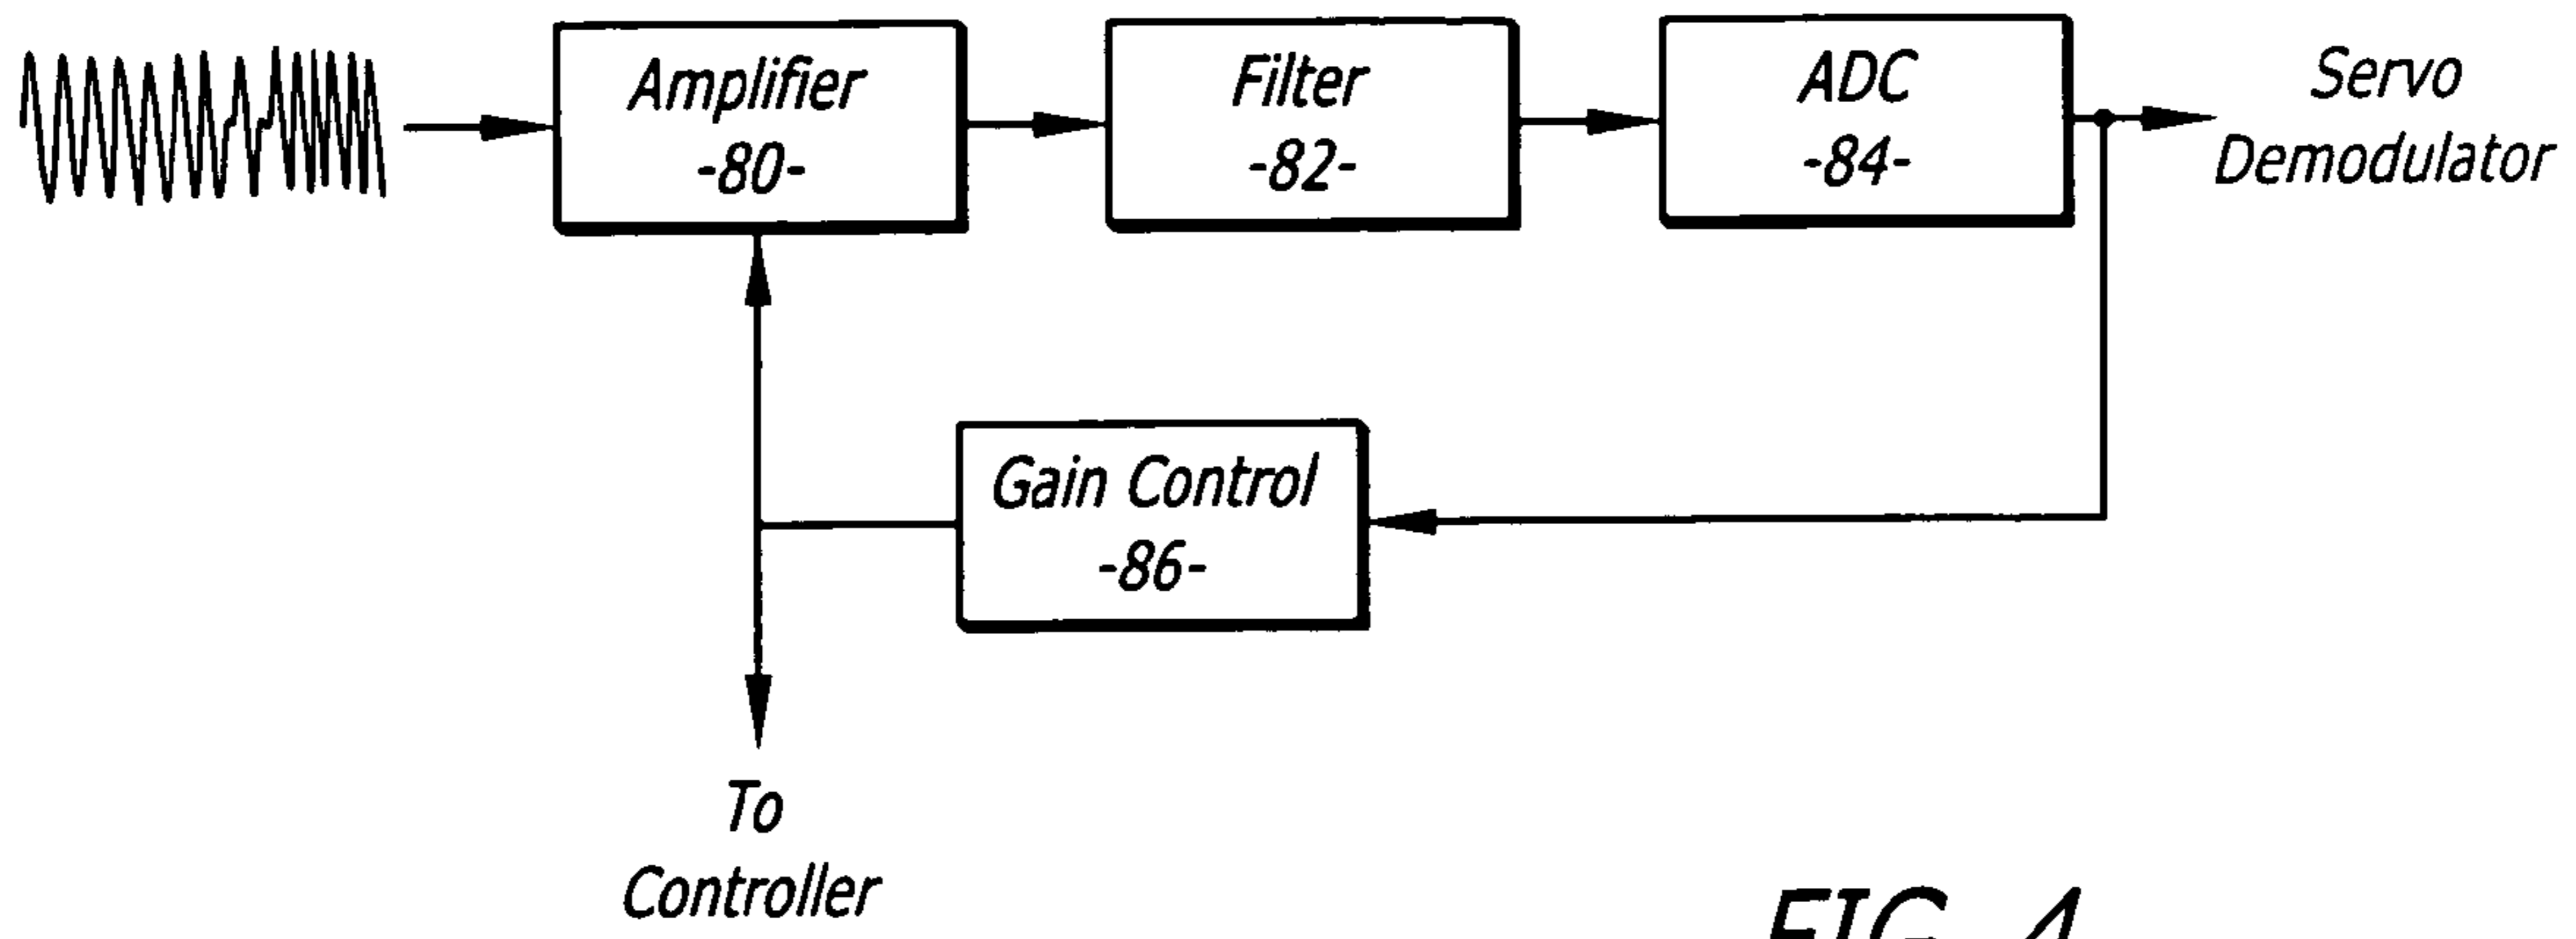 Amplifier
-80-
Filter
-82-
ADC
-84-
Servo
Demodulator
Gain Control
-86-
To
Controller
FIG. 4